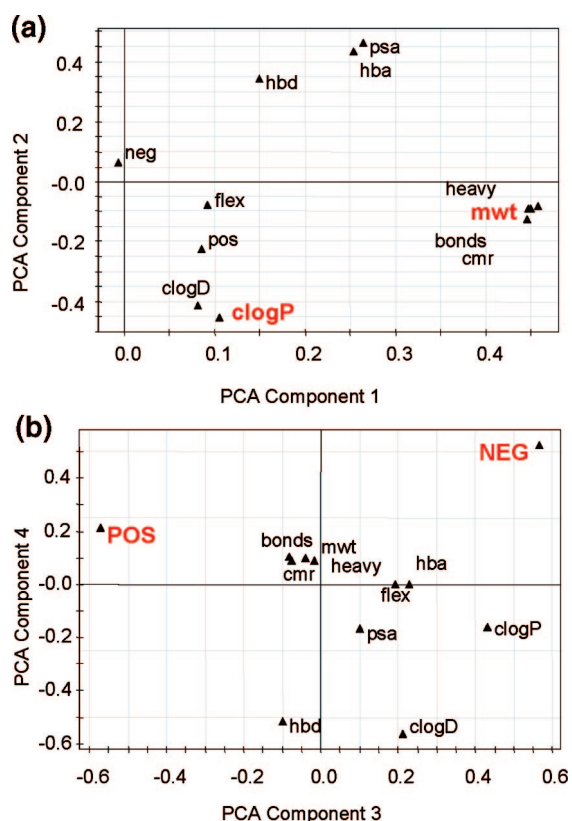 (a)
0.4
0.2
-0.0
-0.2
-0.4
PCA Component 2
psa
hba
hbd
neg
flex
heavy
mwt
pos
bonds
cmr
clogD
clogP
0.0 0.1 0.2 0.3 0.4
PCA Component 1
(b)
0.4
0.2
-0.0
-0.2
-0.4
-0.6
PCA Component 4
NEG
POS
bonds
mwt
cmr
heavy
hba
flex
psa
clogP
hbd
clogD
-0.6 -0.4 -0.2 0.0 0.2 0.4 0.6
PCA Component 3